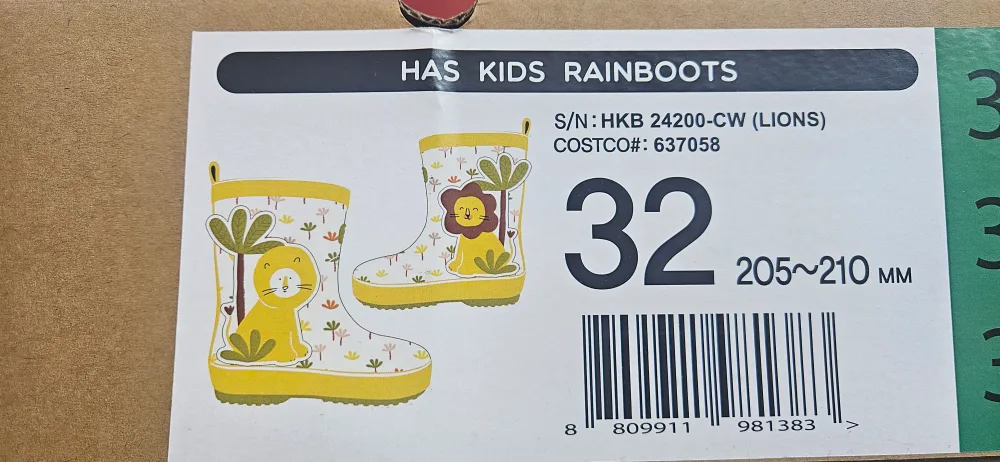 HAS KIDS RAINBOOTS
S/N: HKB 24200-CW (LIONS)
COSTCO#: 637058
32 205~210 MM
8 809911 981383 >